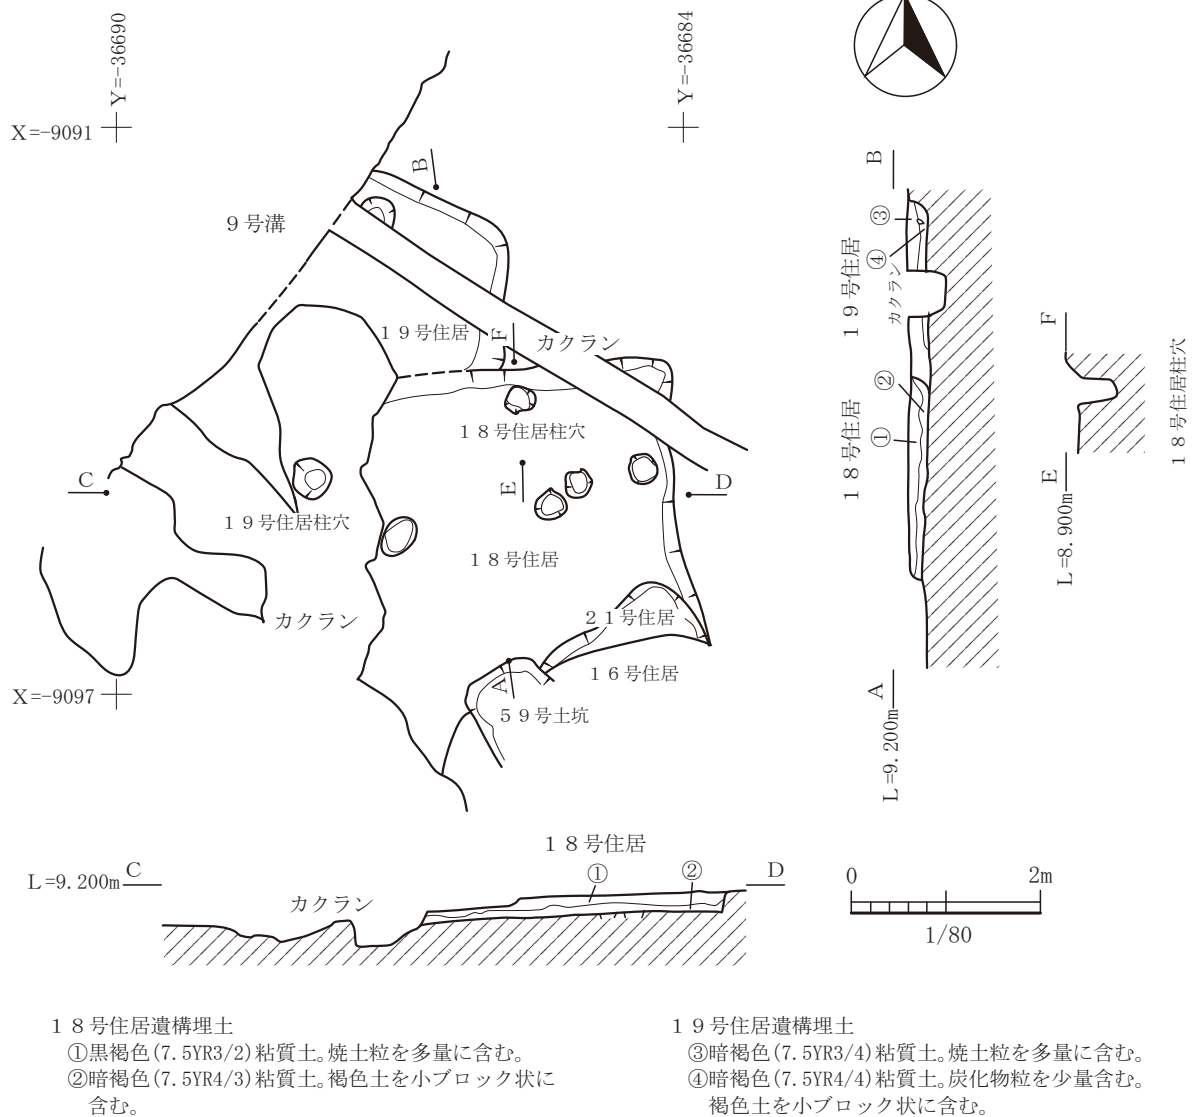 Y=-36690
Y=-36684
X=-9091
B
9号溝
19号住居
F
カクラン
18号住居柱穴
C
E
D
19号住居柱穴
18号住居
カクラン
21号住居
16号住居
X=-9097
A
59号土坑
B
③
④
19号住居
カクラン
②
①
18号住居
A
L=9.200m
F
E
L=8.900m
18号住居柱穴
18号住居
L=9.200m
C
カクラン
①
②
D
0 2m
1/80
18号住居遺構埋土
①黒褐色(7.5YR3/2)粘質土。焼土粒を多量に含む。
②暗褐色(7.5YR4/3)粘質土。褐色土を小ブロック状に
含む。
19号住居遺構埋土
③暗褐色(7.5YR3/4)粘質土。焼土粒を多量に含む。
④暗褐色(7.5YR4/4)粘質土。炭化物粒を少量含む。
褐色土を小ブロック状に含む。